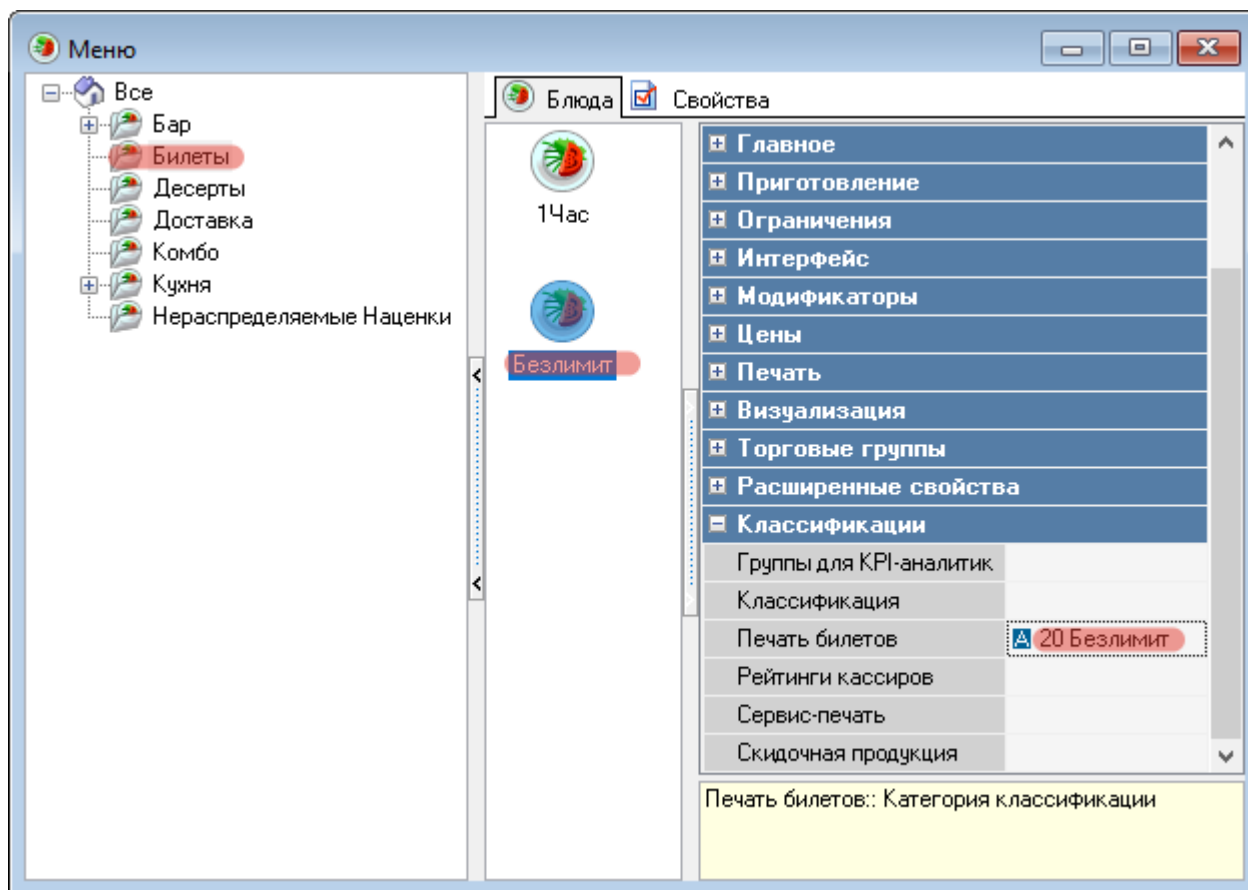 Меню
Все
Бар
Билеты
Десерты
Доставка
Комбо
Кухня
Нераспределяемые Наценки
Блюда
Свойства
1Час
Безлимит
Главное
Приготовление
Ограничения
Интерфейс
Модификаторы
Цены
Печать
Визуализация
Торговые группы
Расширенные свойства
Классификации
Группы для KPI-аналитик
Классификация
Печать билетов A 20 Безлимит
Рейтинги кассиров
Сервис-печать
Скидочная продукция
Печать билетов:: Категория классификации